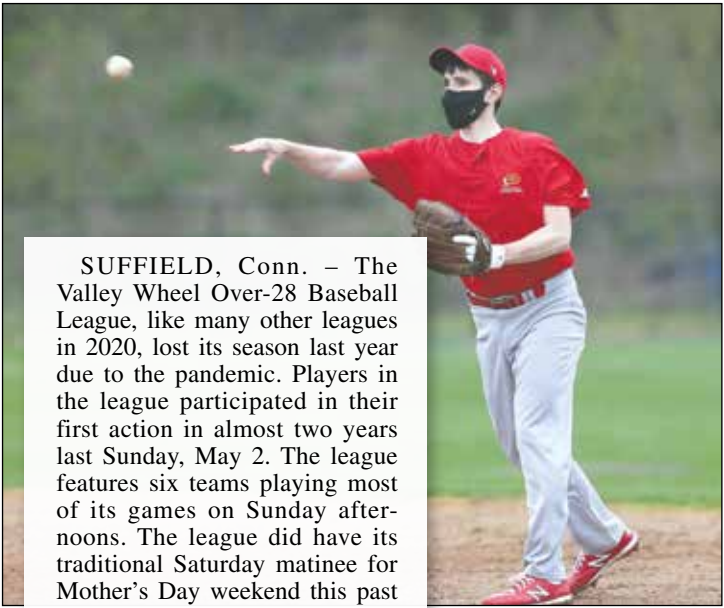 SUFFIELD, Conn. – The
Valley Wheel Over-28 Baseball
League, like many other leagues
in 2020, lost its season last year
due to the pandemic. Players in
the league participated in their
first action in almost two years
last Sunday, May 2. The league
features six teams playing most
of its games on Sunday after-
noons. The league did have its
traditional Saturday matinee for
Mother's Day weekend this past